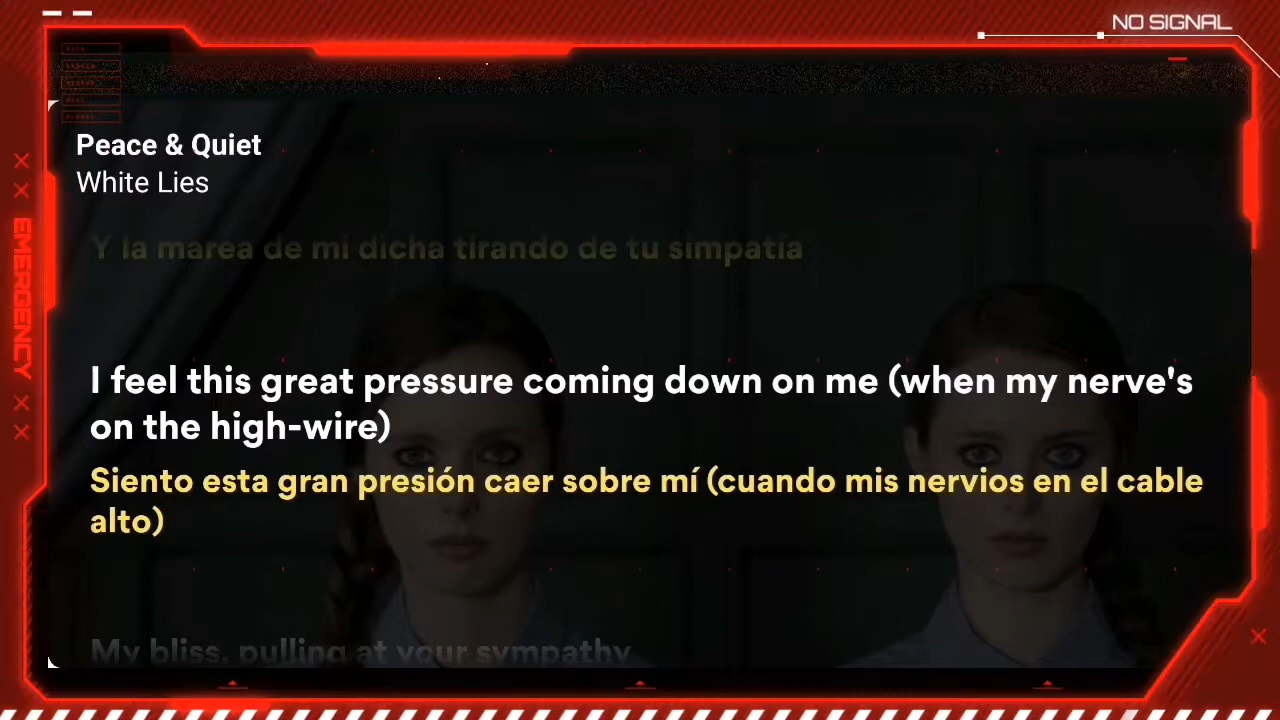 NO SIGNAL
Peace & Quiet
White Lies
Y la marea de mi dicha tirando de tu simpatía
I feel this great pressure coming down on me (when my nerve's
on the high-wire)
Siento esta gran presión caer sobre mí (cuando mis nervios en el cable
alto)
My bliss, pulling at your sympathy
EMERGENCY